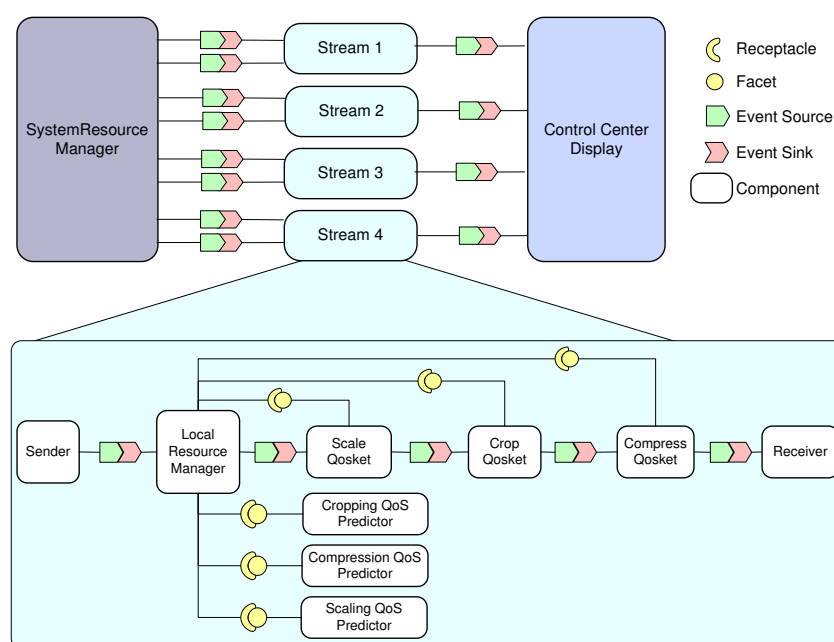 SystemResource
Manager
Stream 1
Stream 2
Stream 3
Stream 4
Control Center
Display
Receptacle
Facet
Event Source
Event Sink
Component
Sender
Local
Resource
Manager
Scale
Qosket
Crop
Qosket
Compress
Qosket
Receiver
Cropping QoS
Predictor
Compression QoS
Predictor
Scaling QoS
Predictor